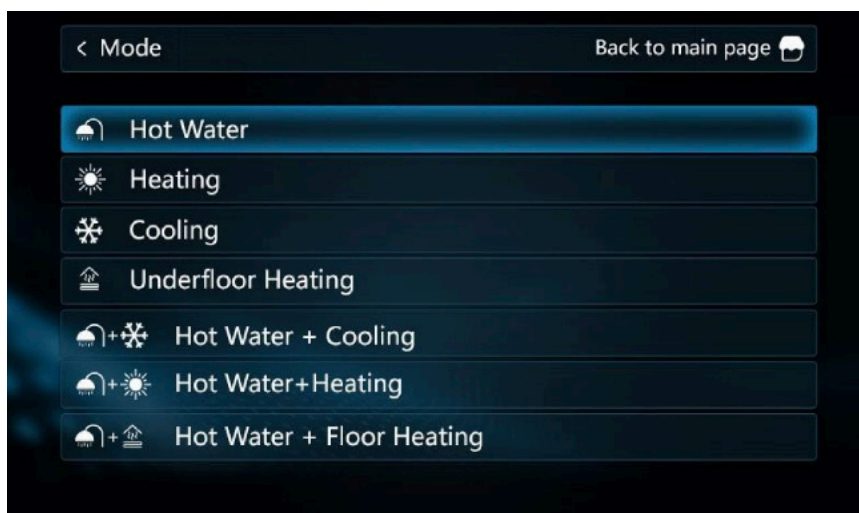 < Mode
Back to main page
Hot Water
Heating
Cooling
Underfloor Heating
Hot Water + Cooling
Hot Water+Heating
Hot Water + Floor Heating